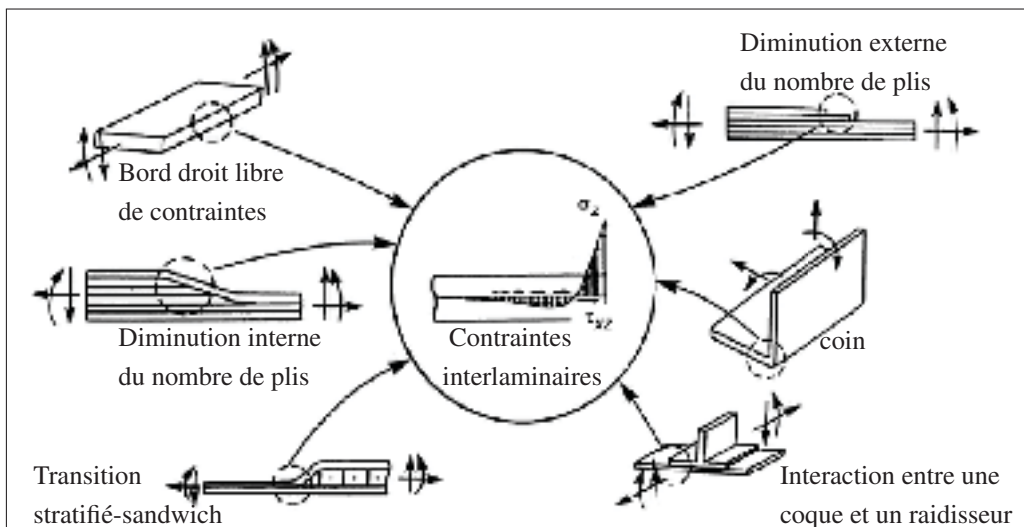 Diminution externe
du nombre de plis
Bord droit libre
de contraintes
σz
τyz
Contraintes
interlaminaires
Diminution interne
du nombre de plis
coin
Transition
stratifié-sandwich
Interaction entre une
coque et un raidisseur